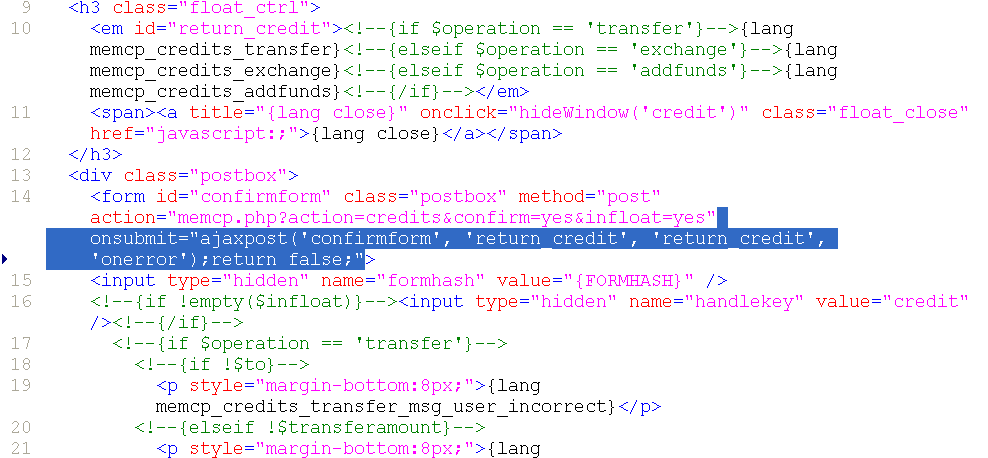 9 <h3 class="float_ctrl">
10 <em id="return_credit"><!--{if $operation == 'transfer'}-->{lang
memcp_credits_transfer}<!--{elseif $operation == 'exchange'}-->{lang
memcp_credits_exchange}<!--{elseif $operation == 'addfunds'}-->{lang
memcp_credits_addfunds}<!--{/if}--></em>
11 <span><a title="{lang close}" onclick="hideWindow('credit')" class="float_close"
href="javascript:;">{lang close}</a></span>
12 </h3>
13 <div class="postbox">
14 <form id="confirmform" class="postbox" method="post"
action="memcp.php?action=credits&confirm=yes&infloat=yes"
onsubmit="ajaxpost('confirmform', 'return_credit', 'return_credit',
'onerror');return false;">
15 <input type="hidden" name="formhash" value="{FORMHASH}" />
16 <!--{if !empty($infloat)}--><input type="hidden" name="handlekey" value="credit"
/><!--{/if}-->
17 <!--{if $operation == 'transfer'}-->
18 <!--{if !$to}-->
19 <p style="margin-bottom:8px;">{lang
memcp_credits_transfer_msg_user_incorrect}</p>
20 <!--{elseif !$transferamount}-->
21 <p style="margin-bottom:8px;">{lang